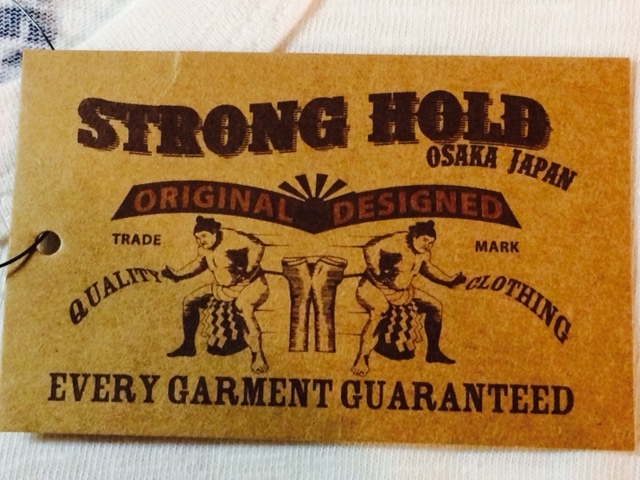 STRONG HOLD
OSAKA JAPAN
ORIGINAL DESIGNED
TRADE MARK
QUALITY CLOTHING
EVERY GARMENT GUARANTEED